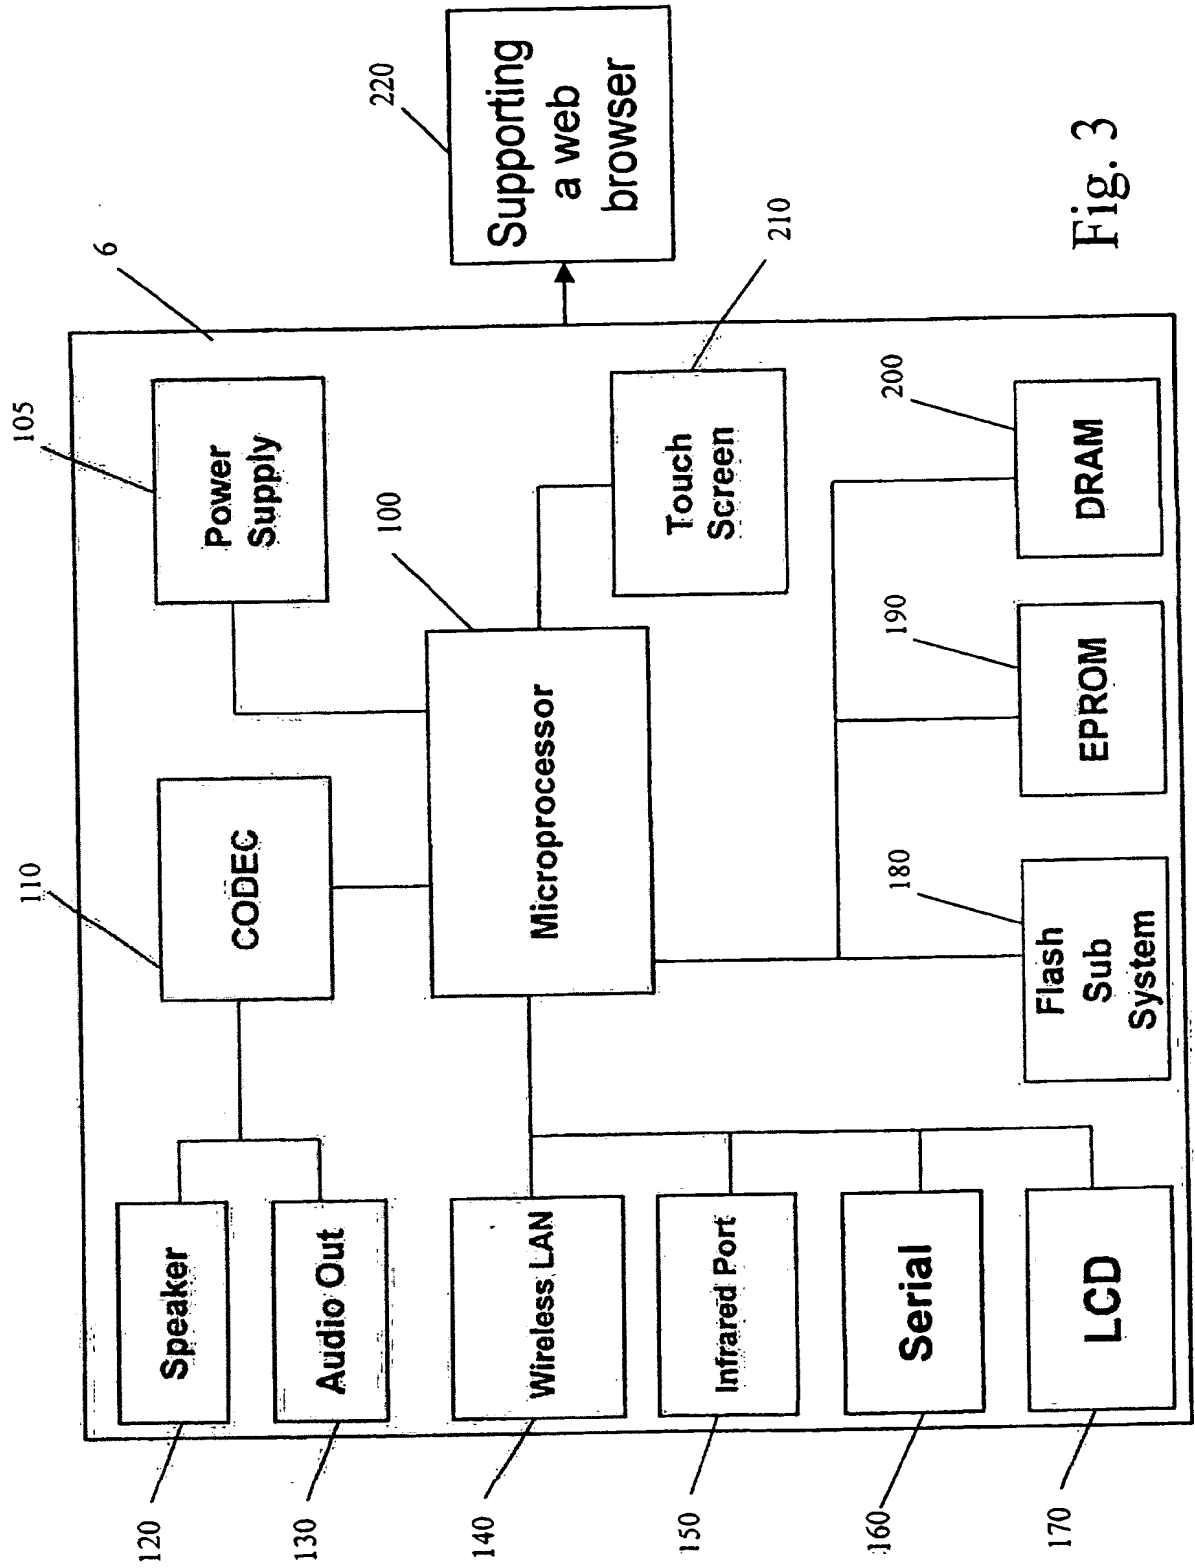 120
Speaker
130
Audio Out
140
Wireless LAN
150
Infrared Port
160
Serial
170
LCD
110
CODEC
105
Power
Supply
6
100
Microprocessor
210
Touch
Screen
180
Flash
Sub
System
190
EPROM
200
DRAM
220
Supporting
a web
browser
Fig. 3